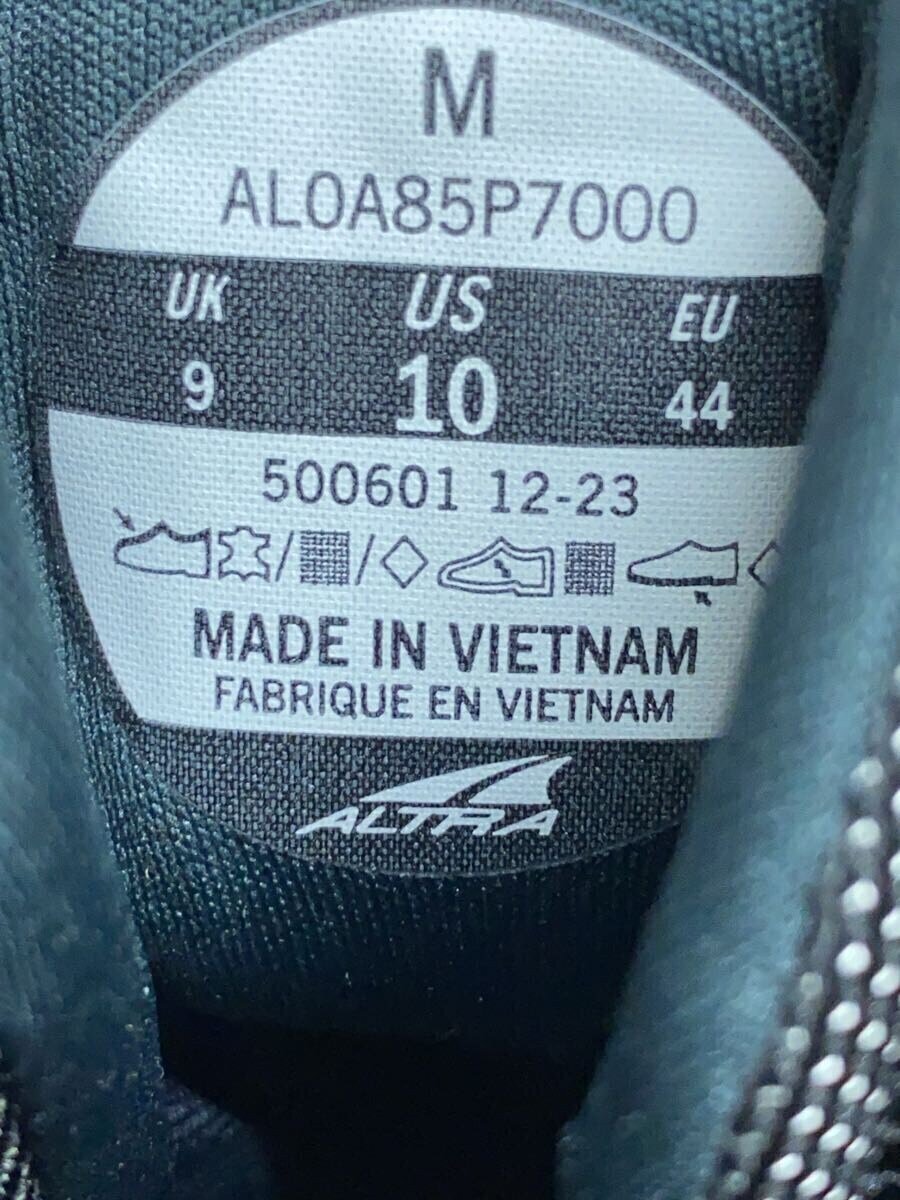 M
AL0A85P7000
UK US EU
9 10 44
500601 12-23
MADE IN VIETNAM
FABRIQUE EN VIETNAM
ALTRA